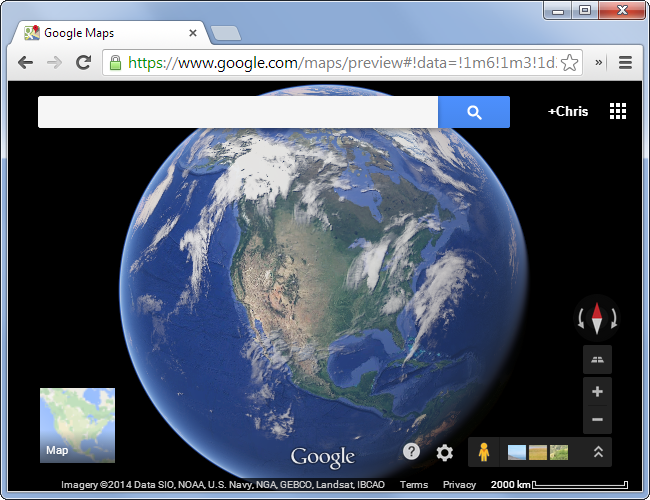 Google Maps
https://www.google.com/maps/preview#!data=!1m6!1m3!1d
+Chris
Map
Google
Imagery ©2014 Data SIO, NOAA, U.S. Navy, NGA, GEBCO, Landsat, IBCAO Terms Privacy 2000 km